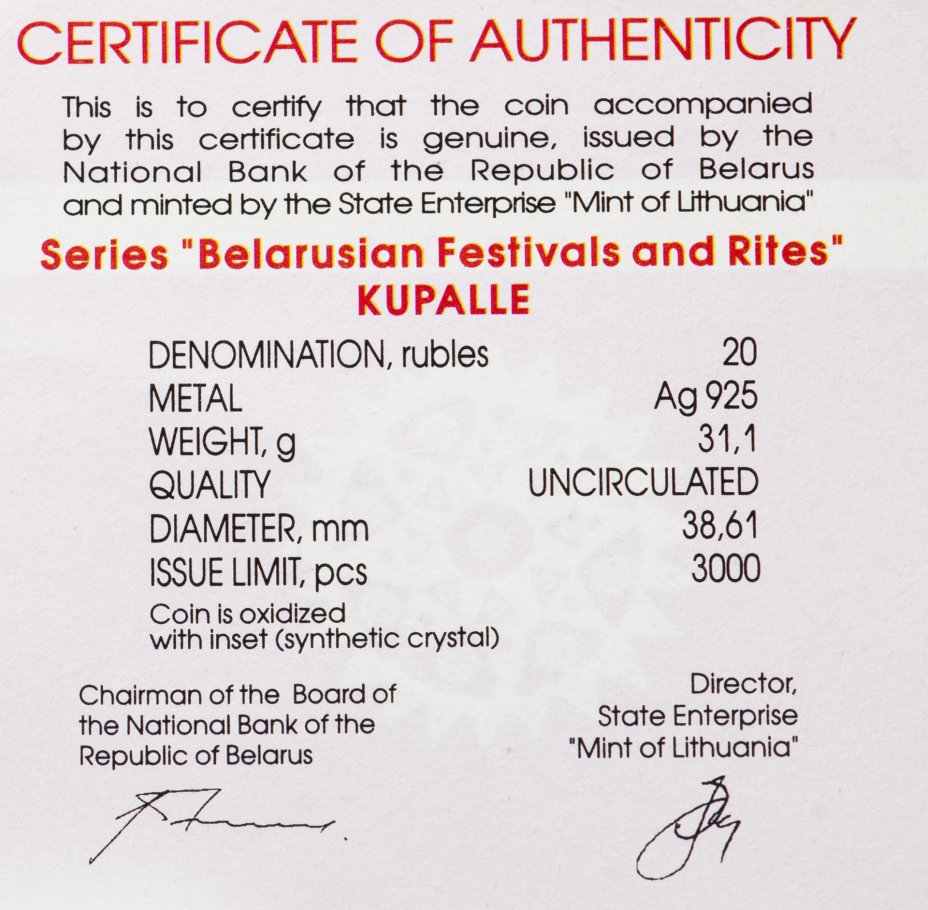 CERTIFICATE OF AUTHENTICITY
This is to certify that the coin accompanied
by this certificate is genuine, issued by the
National Bank of the Republic of Belarus
and minted by the State Enterprise "Mint of Lithuania"
Series "Belarusian Festivals and Rites"
KUPALLE
DENOMINATION, rubles 20
METAL Ag 925
WEIGHT, g 31,1
QUALITY UNCIRCULATED
DIAMETER, mm 38,61
ISSUE LIMIT, pcs 3000
Coin is oxidized
with inset (synthetic crystal)
Chairman of the Board of
the National Bank of the
Republic of Belarus
Director,
State Enterprise
"Mint of Lithuania"